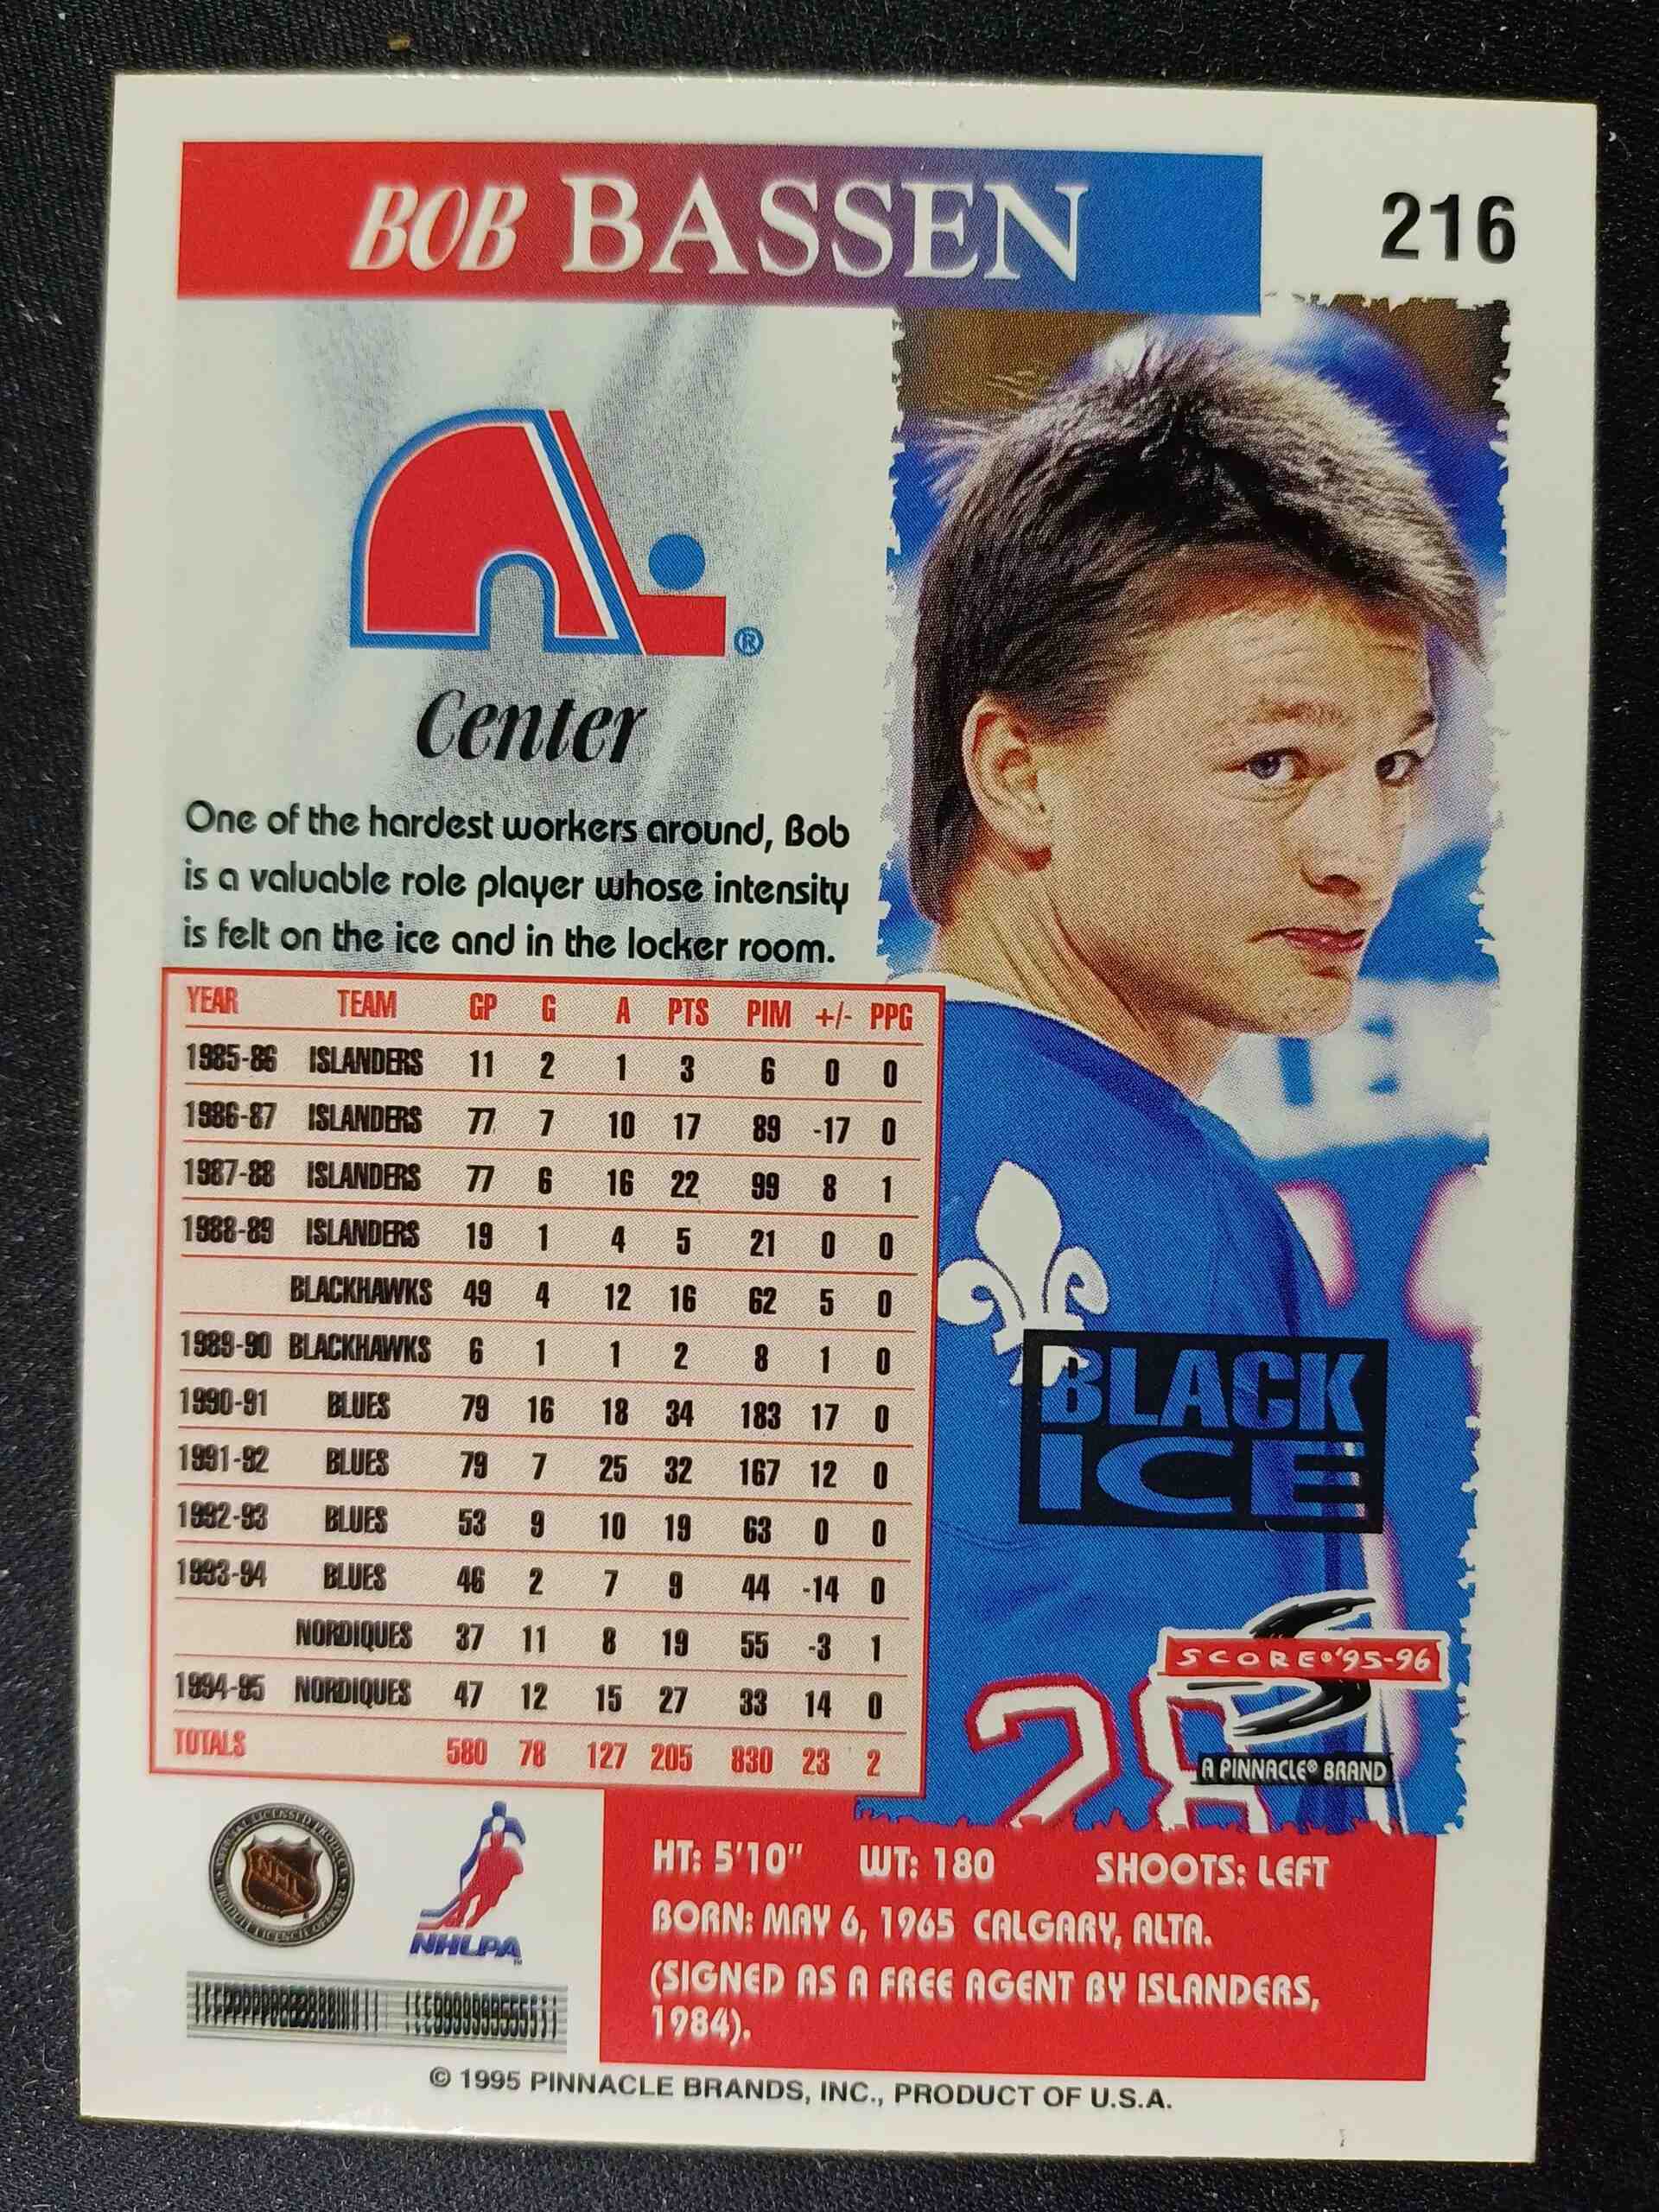 BOB BASSEN
216
®
Center
One of the hardest workers around, Bob
is a valuable role player whose intensity
is felt on the ice and in the locker room.
YEAR TEAM GP G A PTS PIM +/- PPG
1985-86 ISLANDERS 11 2 1 3 6 0 0
1986-87 ISLANDERS 77 7 10 17 89 -17 0
1987-88 ISLANDERS 77 6 16 22 99 8 1
1988-89 ISLANDERS 19 1 4 5 21 0 0
BLACKHAWKS 49 4 12 16 62 5 0
1989-90 BLACKHAWKS 6 1 1 2 8 1 0
1990-91 BLUES 79 16 18 34 183 17 0
1991-92 BLUES 79 7 25 32 167 12 0
1992-93 BLUES 53 9 10 19 63 0 0
1993-94 BLUES 46 2 7 9 44 -14 0
NORDIQUES 37 11 8 19 55 -3 1
1994-95 NORDIQUES 47 12 15 27 33 14 0
TOTALS 580 78 127 205 830 23 2
BLACK
ICE
SCORE®'95-96
28
A PINNACLE® BRAND
NHL
NHLPA
HT: 5'10" WT: 180 SHOOTS: LEFT
BORN: MAY 6, 1965 CALGARY, ALTA.
(SIGNED AS A FREE AGENT BY ISLANDERS,
1984).
© 1995 PINNACLE BRANDS, INC., PRODUCT OF U.S.A.